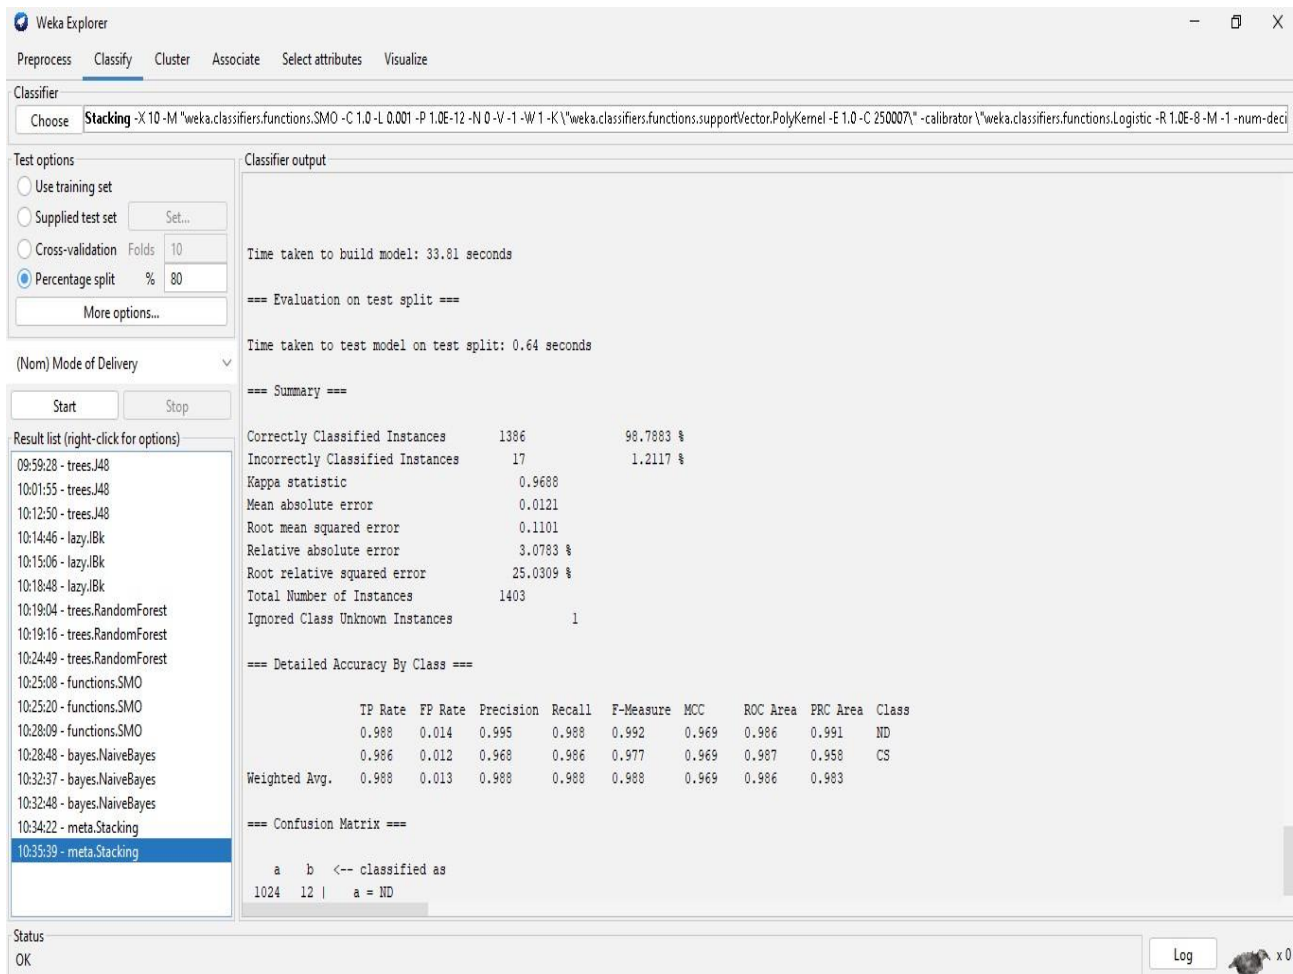 Weka Explorer
Preprocess Classify Cluster Associate Select attributes Visualize
Classifier
Choose Stacking -X 10 -M "weka.classifiers.functions.SMO -C 1.0 -L 0.001 -P 1.0E-12 -N 0 -V -1 -W 1 -K \"weka.classifiers.functions.supportVector.PolyKernel -E 1.0 -C 250007\" -calibrator \"weka.classifiers.functions.Logistic -R 1.0E-8 -M -1 -num-deci
Test options
Use training set
Supplied test set Set...
Cross-validation Folds 10
Percentage split % 80
More options...
(Nom) Mode of Delivery
Start Stop
Result list (right-click for options)
09:59:28 - trees.J48
10:01:55 - trees.J48
10:12:50 - trees.J48
10:14:46 - lazy.IBk
10:15:06 - lazy.IBk
10:18:48 - lazy.IBk
10:19:04 - trees.RandomForest
10:19:16 - trees.RandomForest
10:24:49 - trees.RandomForest
10:25:08 - functions.SMO
10:25:20 - functions.SMO
10:28:09 - functions.SMO
10:28:48 - bayes.NaiveBayes
10:32:37 - bayes.NaiveBayes
10:32:48 - bayes.NaiveBayes
10:34:22 - meta.Stacking
10:35:39 - meta.Stacking
Classifier output
Time taken to build model: 33.81 seconds
=== Evaluation on test split ===
Time taken to test model on test split: 0.64 seconds
=== Summary ===
Correctly Classified Instances 1386 98.7883 %
Incorrectly Classified Instances 17 1.2117 %
Kappa statistic 0.9688
Mean absolute error 0.0121
Root mean squared error 0.1101
Relative absolute error 3.0783 %
Root relative squared error 25.0309 %
Total Number of Instances 1403
Ignored Class Unknown Instances 1
=== Detailed Accuracy By Class ===
TP Rate FP Rate Precision Recall F-Measure MCC ROC Area PRC Area Class
0.988 0.014 0.995 0.988 0.992 0.969 0.986 0.991 ND
0.986 0.012 0.968 0.986 0.977 0.969 0.987 0.958 CS
Weighted Avg. 0.988 0.013 0.988 0.988 0.988 0.969 0.986 0.983
=== Confusion Matrix ===
a b <-- classified as
1024 12 | a = ND
Status
OK
Log
x 0